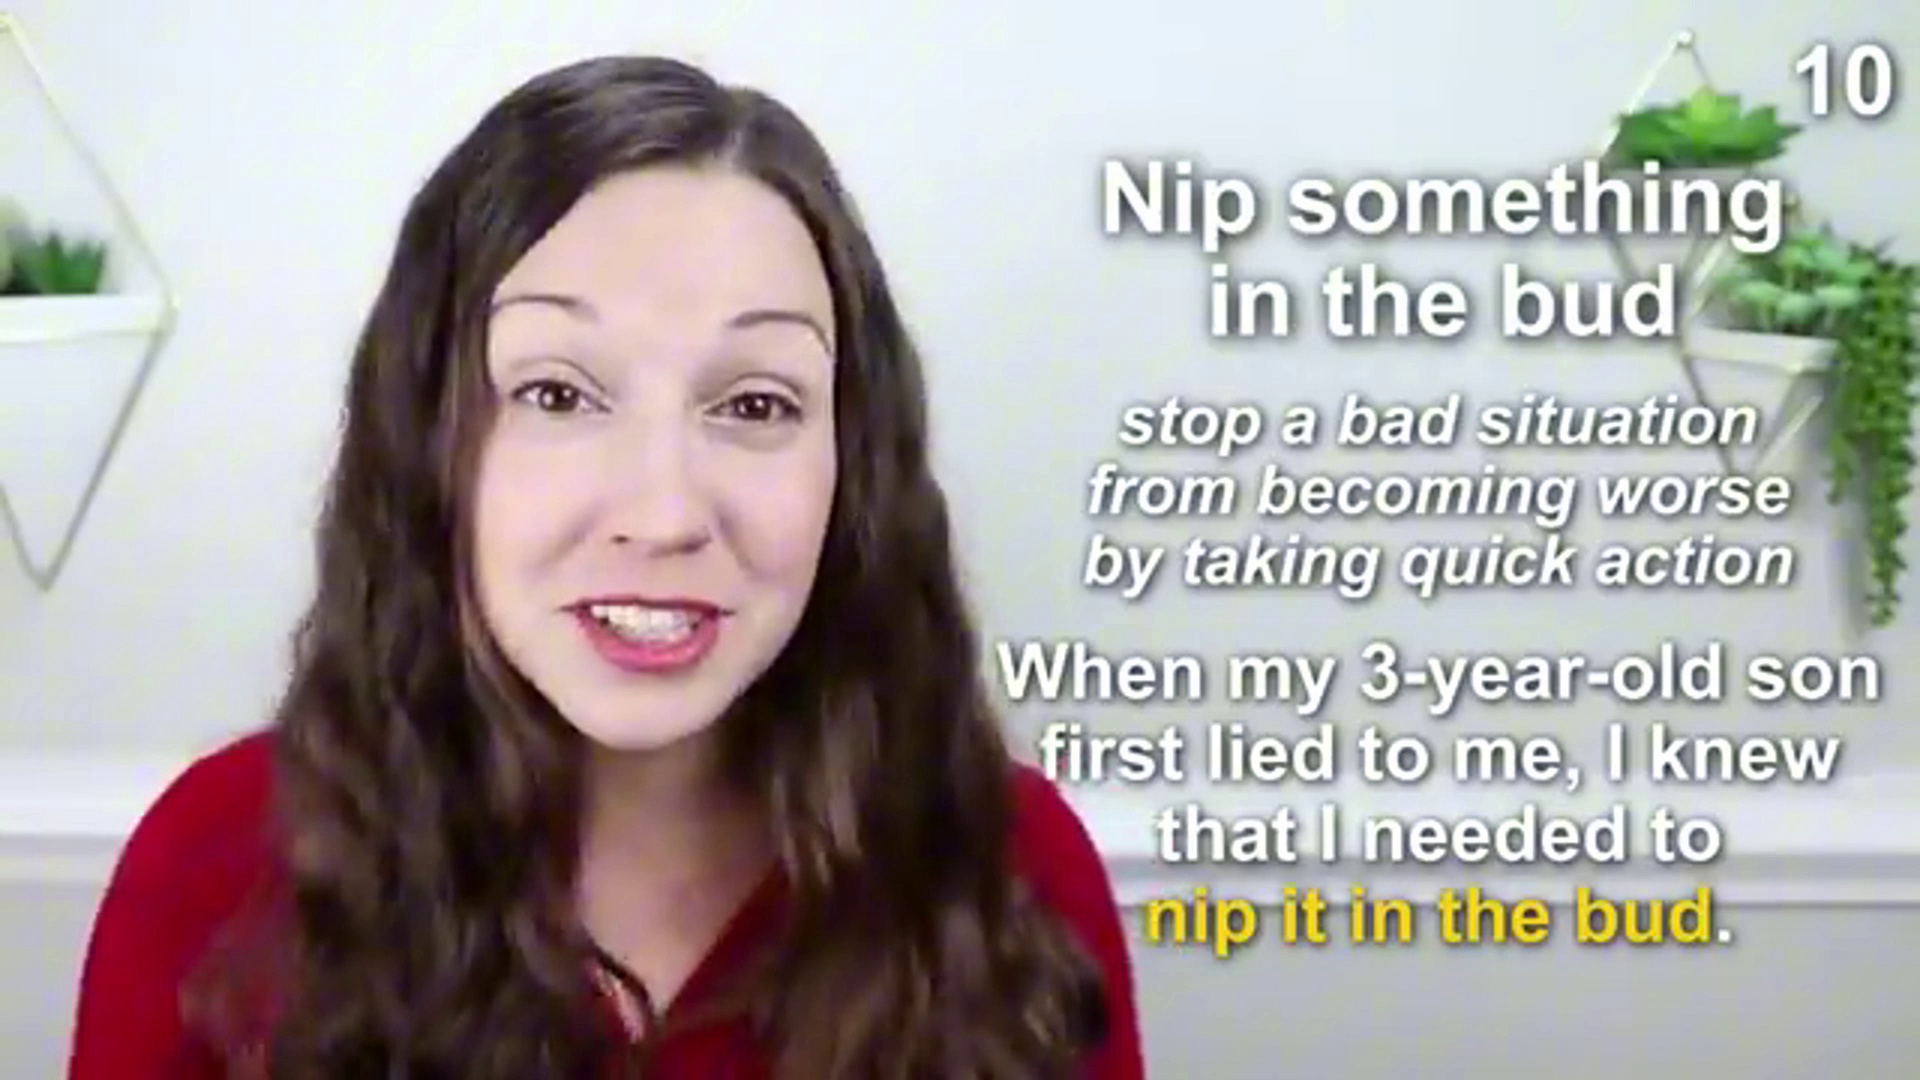 10
Nip something
in the bud
stop a bad situation
from becoming worse
by taking quick action
When my 3-year-old son
first lied to me, I knew
that I needed to
nip it in the bud.